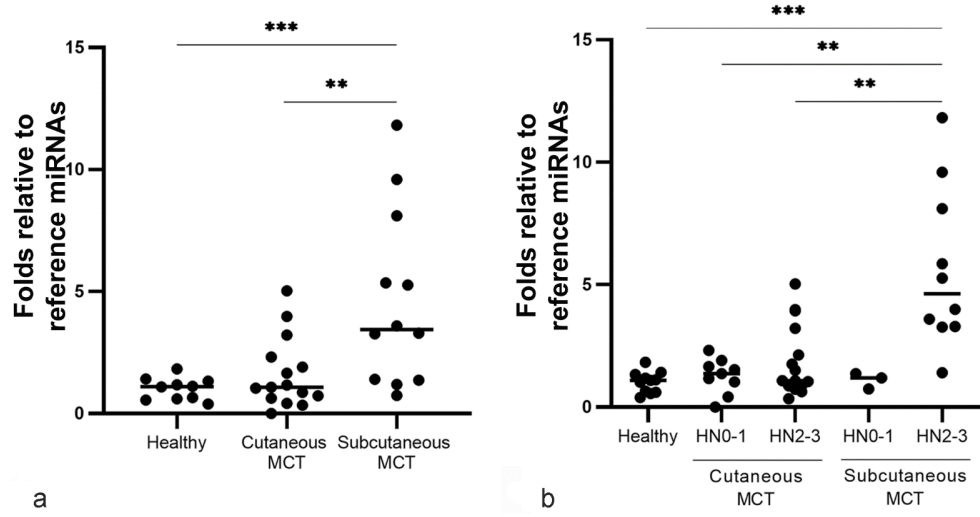 ***
**
15
10
5
0
Folds relative to
reference miRNAs
Healthy
Cutaneous
MCT
Subcutaneous
MCT
a
***
**
**
15
10
5
0
Folds relative to
reference miRNAs
Healthy
HN0-1
HN2-3
HN0-1
HN2-3
Cutaneous
MCT
Subcutaneous
MCT
b